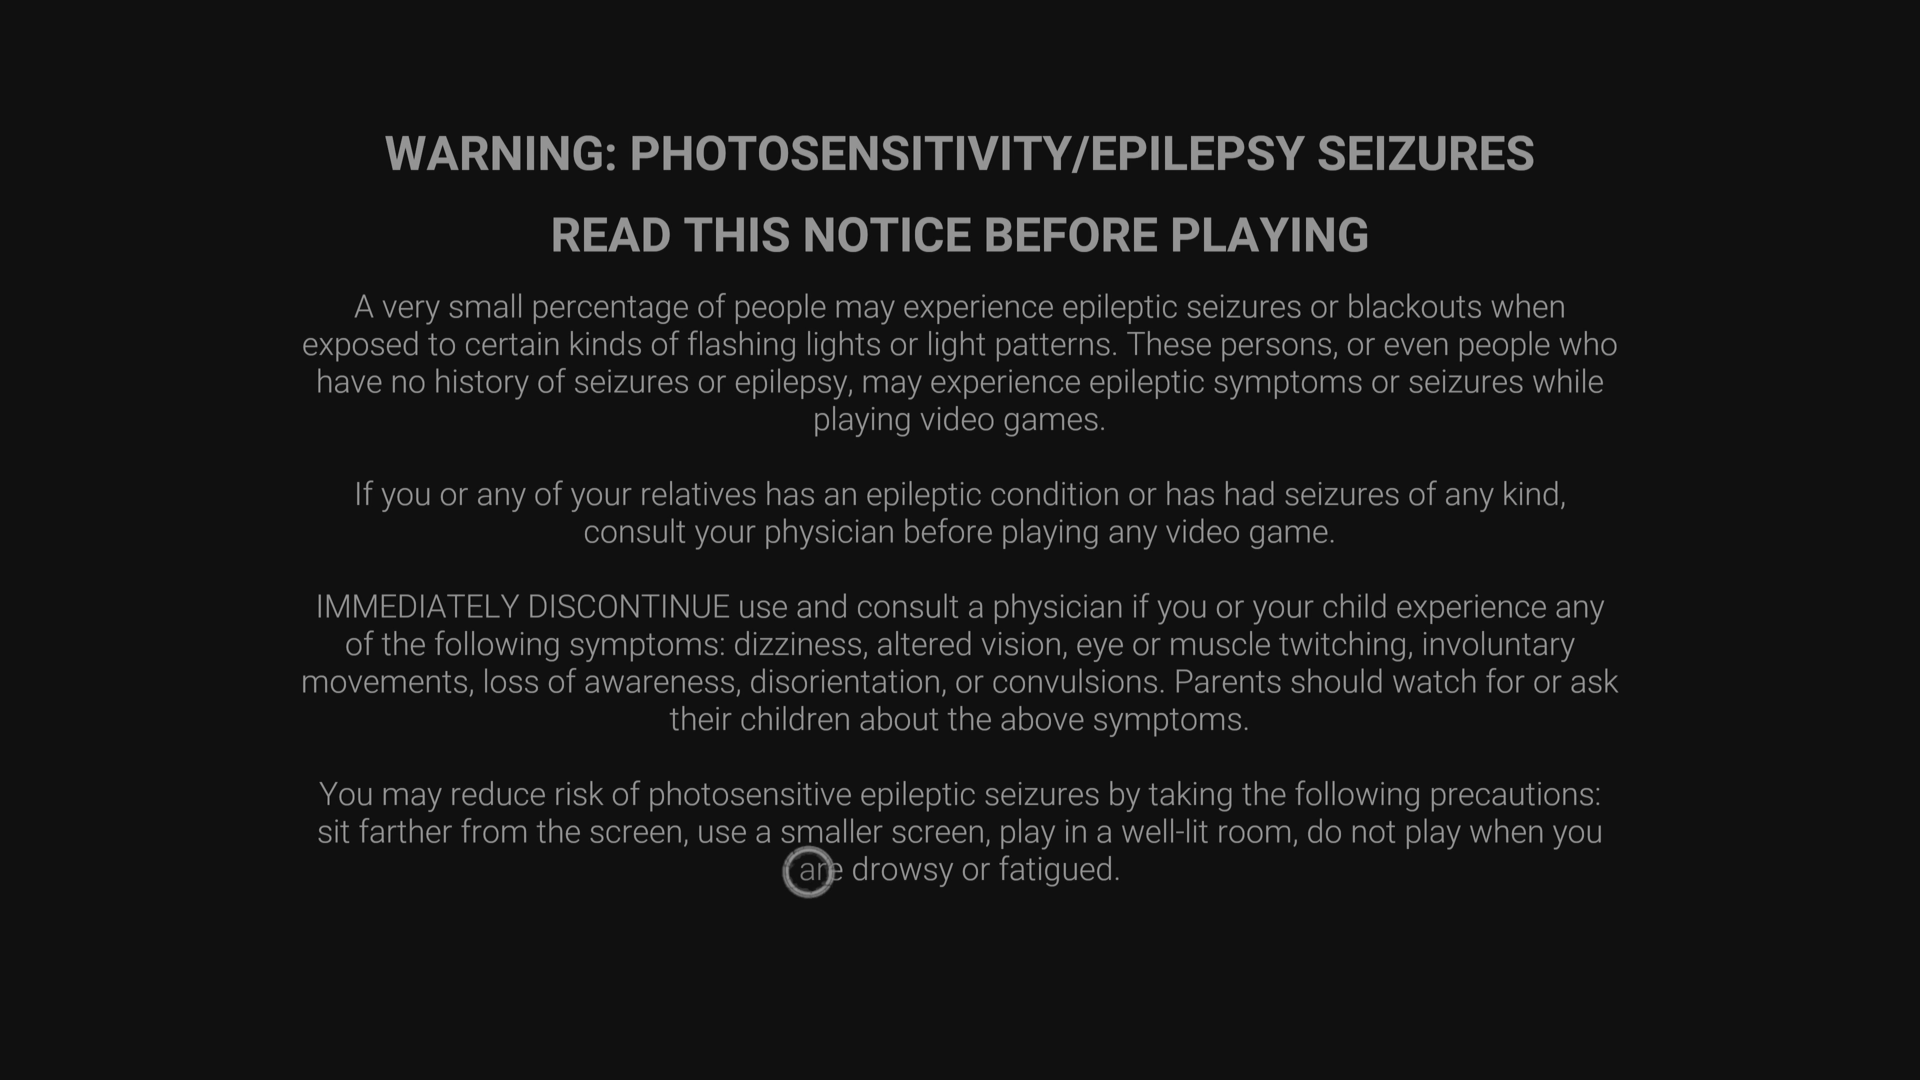 WARNING: PHOTOSENSITIVITY/EPILEPSY SEIZURES
READ THIS NOTICE BEFORE PLAYING
A very small percentage of people may experience epileptic seizures or blackouts when
exposed to certain kinds of flashing lights or light patterns. These persons, or even people who
have no history of seizures or epilepsy, may experience epileptic symptoms or seizures while
playing video games.
If you or any of your relatives has an epileptic condition or has had seizures of any kind,
consult your physician before playing any video game.
IMMEDIATELY DISCONTINUE use and consult a physician if you or your child experience any
of the following symptoms: dizziness, altered vision, eye or muscle twitching, involuntary
movements, loss of awareness, disorientation, or convulsions. Parents should watch for or ask
their children about the above symptoms.
You may reduce risk of photosensitive epileptic seizures by taking the following precautions:
sit farther from the screen, use a smaller screen, play in a well-lit room, do not play when you
are drowsy or fatigued.